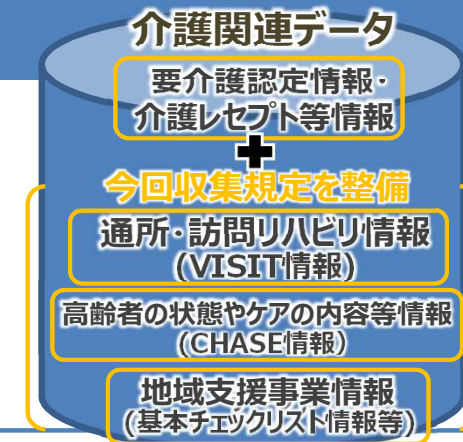 介護関連データ
要介護認定情報・
介護レセプト等情報
+
今回収集規定を整備
通所・訪問リハビリ情報
(VISIT情報)
高齢者の状態やケアの内容等情報
(CHASE情報)
地域支援事業情報
(基本チェックリスト情報等)